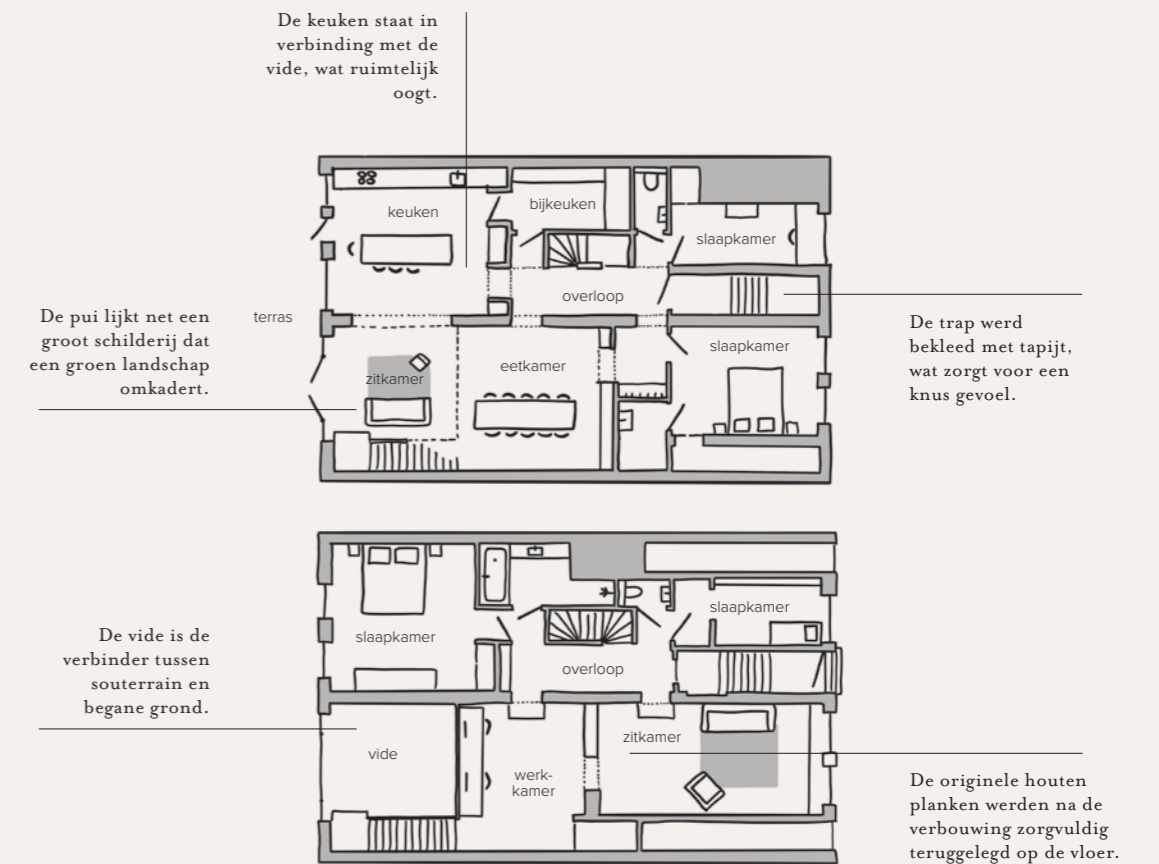 De keuken staat in
verbinding met de
vide, wat ruimtelijk
oogt.
keuken
bijkeuken
slaapkamer
overloop
terras
De pui lijkt net een
groot schilderij dat
een groen landschap
omkadert.
zitkamer
eetkamer
slaapkamer
De trap werd
bekleed met tapijt,
wat zorgt voor een
knus gevoel.
slaapkamer
overloop
slaapkamer
De vide is de
verbinder tussen
souterrain en
begane grond.
vide
werk-
kamer
zitkamer
De originele houten
planken werden na de
verbouwing zorgvuldig
teruggelegd op de vloer.